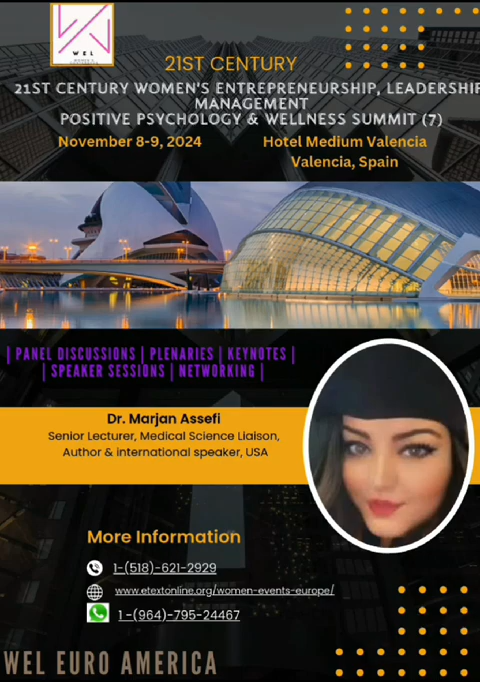 WEL
21ST CENTURY
21ST CENTURY WOMEN'S ENTREPRENEURSHIP, LEADERSHIP
MANAGEMENT
POSITIVE PSYCHOLOGY & WELLNESS SUMMIT (7)
November 8-9, 2024
Hotel Medium Valencia
Valencia, Spain
| PANEL DISCUSSIONS | PLENARIES | KEYNOTES |
| SPEAKER SESSIONS | NETWORKING |
Dr. Marjan Assefi
Senior Lecturer, Medical Science Liaison,
Author & international speaker, USA
More Information
1-(518)-621-2929
www.etextonline.org/women-events-europe/
1 -(964)-795-24467
WEL EURO AMERICA